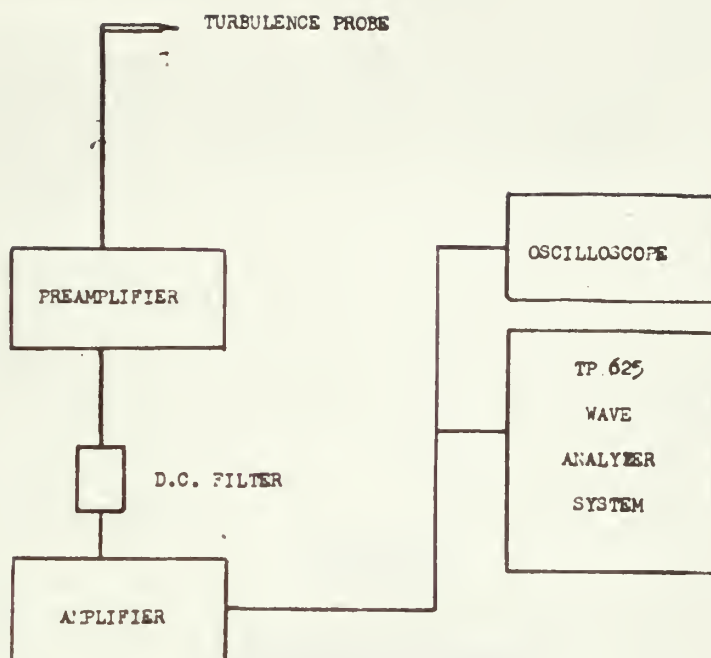 TURBULENCE PROBE
OSCILLOSCOPE
PREAMPLIFIER
TP 625
WAVE
ANALYZER
SYSTEM
D.C. FILTER
AMPLIFIER